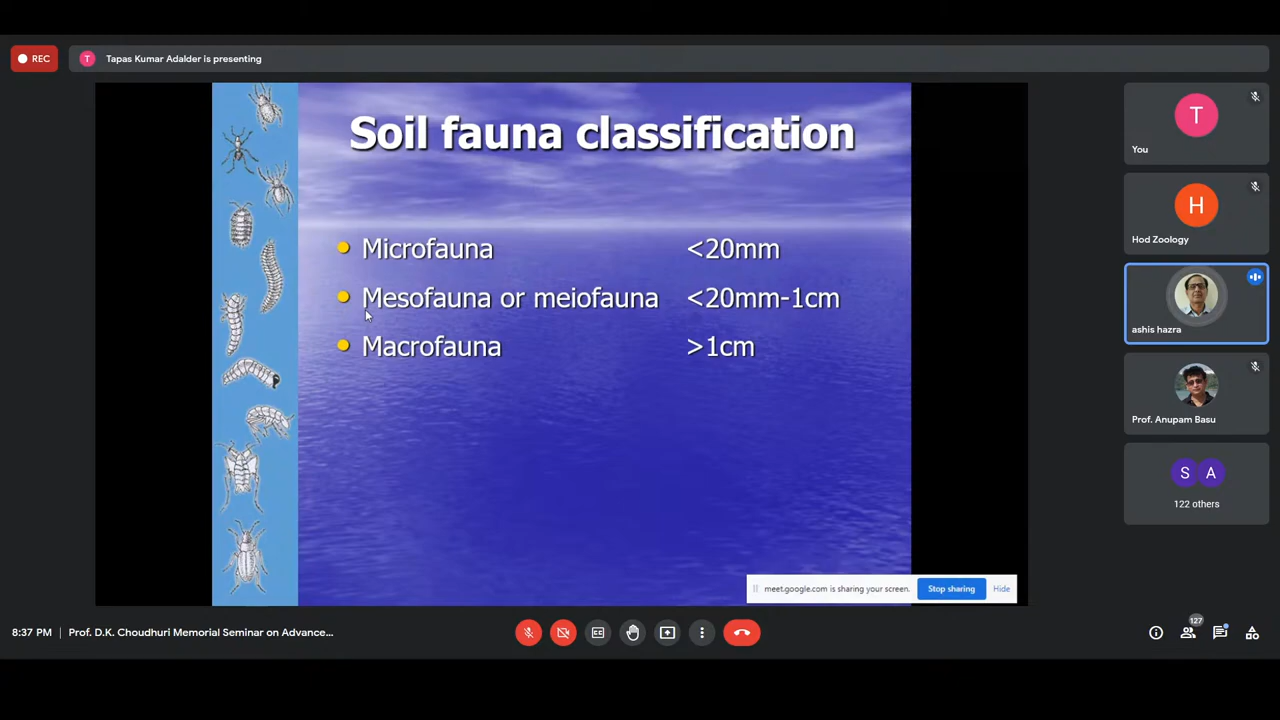 REC
T
Tapas Kumar Adalder is presenting
Soil fauna classification
Microfauna <20mm
Mesofauna or meiofauna <20mm-1cm
Macrofauna >1cm
meet.google.com is sharing your screen. Stop sharing Hide
T
You
H
Hod Zoology
ashis hazra
Prof. Anupam Basu
S A
122 others
8:37 PM | Prof. D.K. Choudhuri Memorial Seminar on Advance...
CC
127